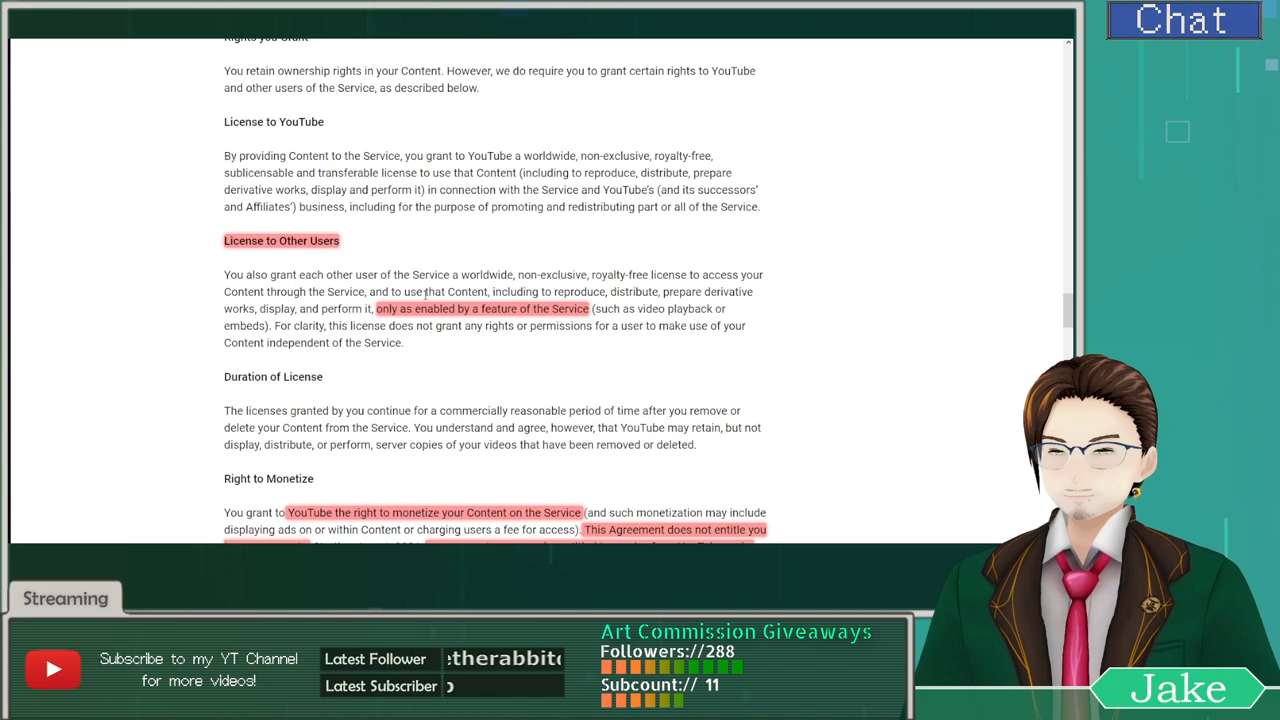 Chat
Rights you Grant
You retain ownership rights in your Content. However, we do require you to grant certain rights to YouTube
and other users of the Service, as described below.
License to YouTube
By providing Content to the Service, you grant to YouTube a worldwide, non-exclusive, royalty-free,
sublicensable and transferable license to use that Content (including to reproduce, distribute, prepare
derivative works, display and perform it) in connection with the Service and YouTube's (and its successors'
and Affiliates') business, including for the purpose of promoting and redistributing part or all of the Service.
License to Other Users
You also grant each other user of the Service a worldwide, non-exclusive, royalty-free license to access your
Content through the Service, and to use that Content, including to reproduce, distribute, prepare derivative
works, display, and perform it, only as enabled by a feature of the Service (such as video playback or
embeds). For clarity, this license does not grant any rights or permissions for a user to make use of your
Content independent of the Service.
Duration of License
The licenses granted by you continue for a commercially reasonable period of time after you remove or
delete your Content from the Service. You understand and agree, however, that YouTube may retain, but not
display, distribute, or perform, server copies of your videos that have been removed or deleted.
Right to Monetize
You grant to YouTube the right to monetize your Content on the Service (and such monetization may include
displaying ads on or within Content or charging users a fee for access). This Agreement does not entitle you
Streaming
Subscribe to my YT Channel
for more videos!
Latest Follower
etherabbit
Latest Subscriber
Art Commission Giveaways
Followers://288
Subcount:// 11
Jake